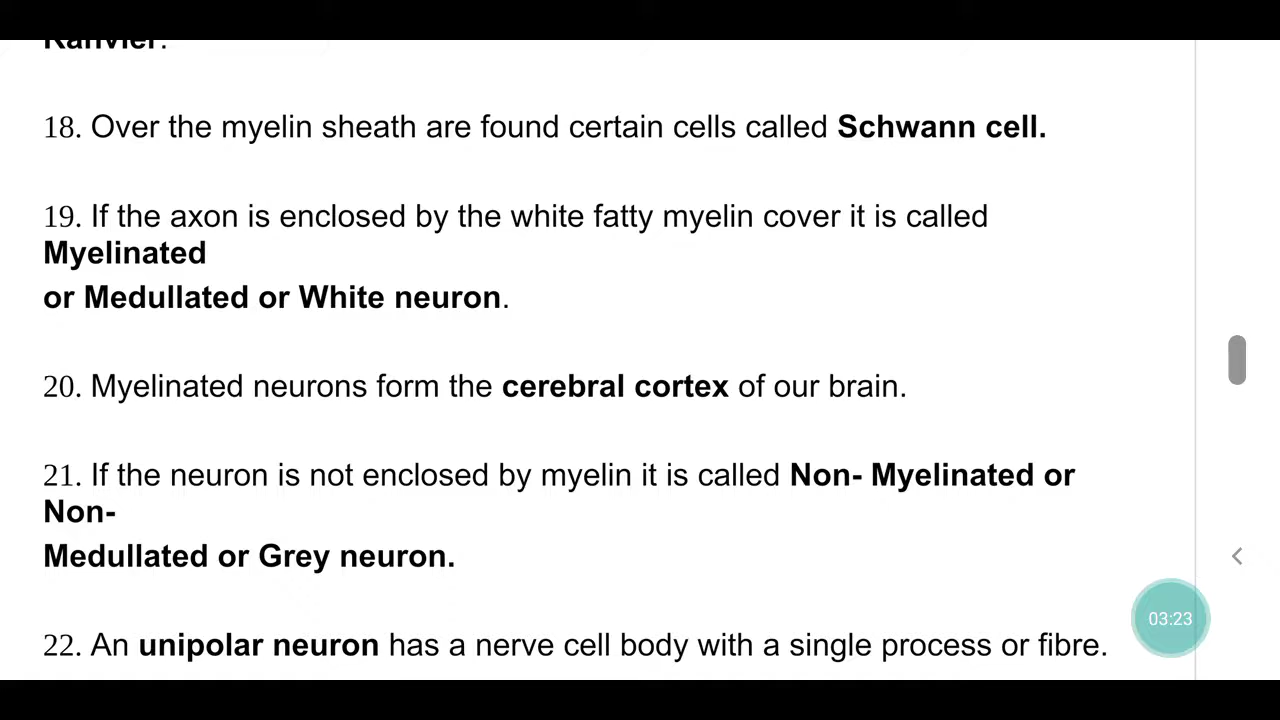 Ranvier.
18. Over the myelin sheath are found certain cells called Schwann cell.
19. If the axon is enclosed by the white fatty myelin cover it is called
Myelinated
or Medullated or White neuron.
20. Myelinated neurons form the cerebral cortex of our brain.
21. If the neuron is not enclosed by myelin it is called Non- Myelinated or
Non-
Medullated or Grey neuron.
03:23
22. An unipolar neuron has a nerve cell body with a single process or fibre.